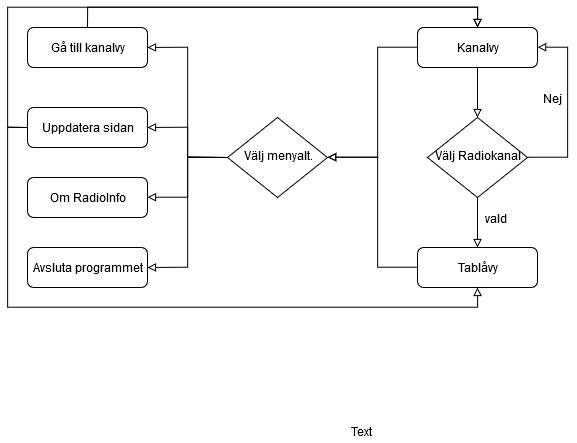 Gå till kanalvy
Kanalvy
Nej
Uppdatera sidan
Välj menyalt.
Välj Radiokanal
Om RadioInfo
vald
Avsluta programmet
Tablåvy
Text